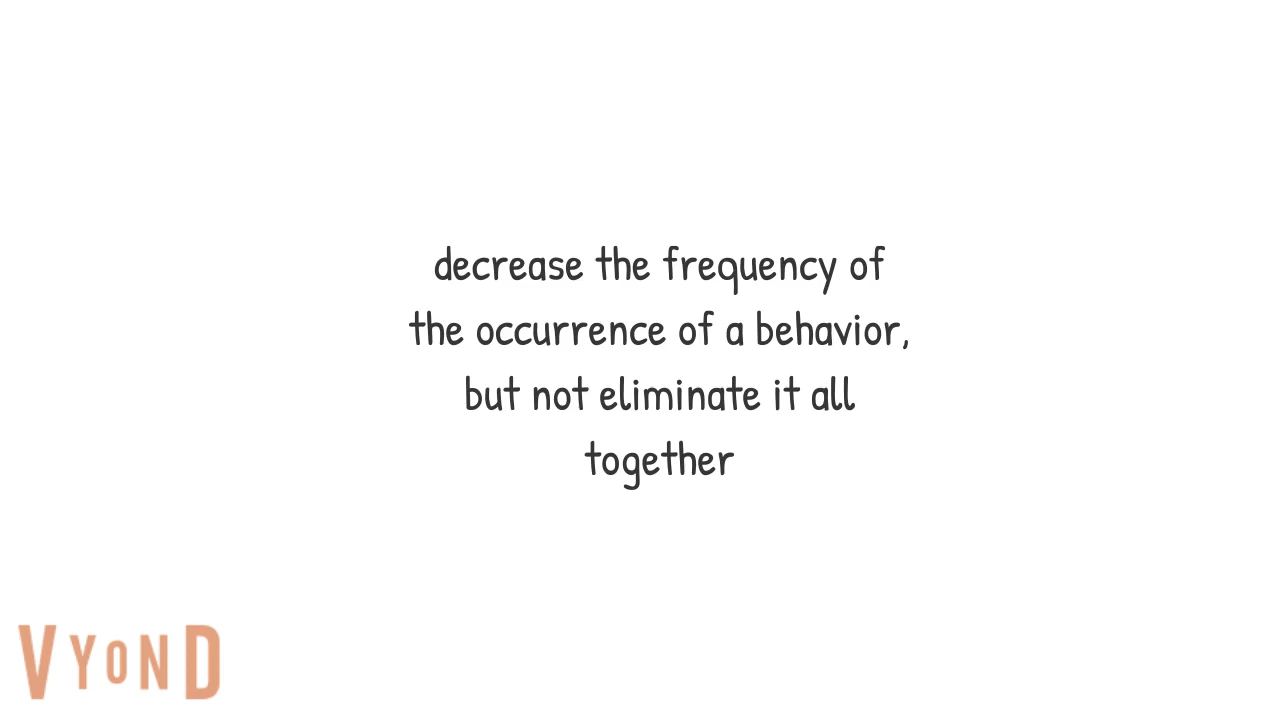 decrease the frequency of
the occurrence of a behavior,
but not eliminate it all
together
VYOND